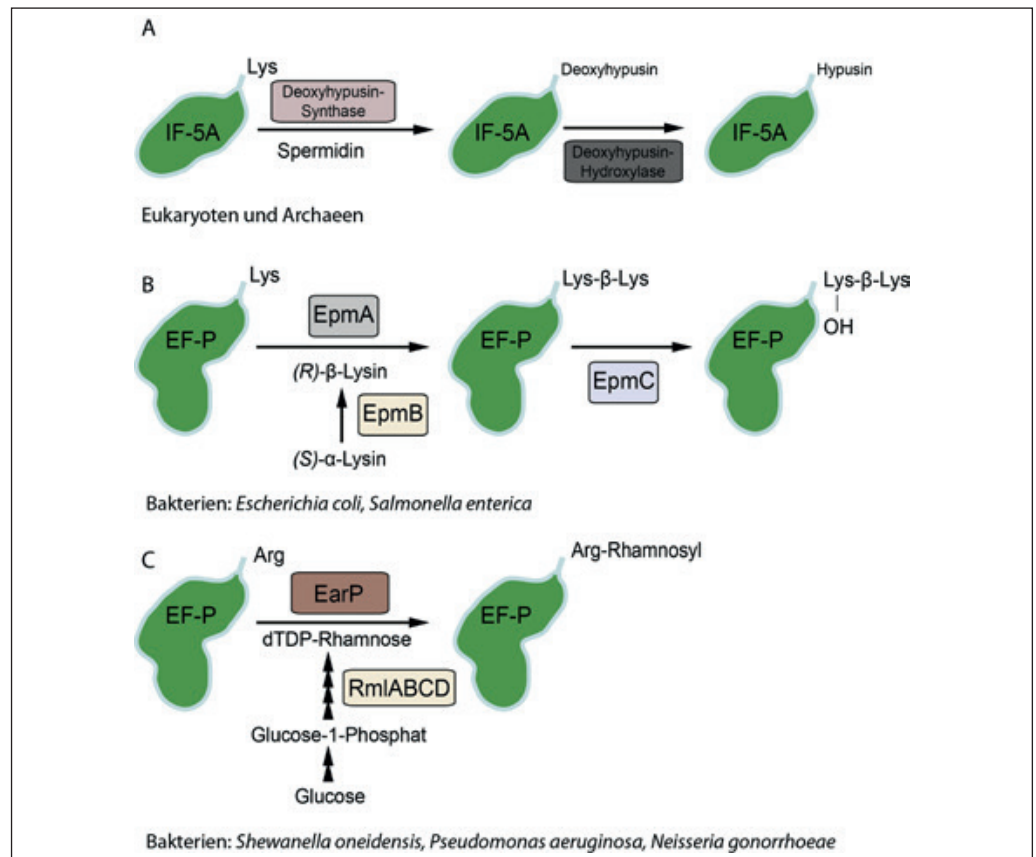 A
Lys
Deoxyhypusin-
Synthase
IF-5A
Spermidin
Deoxyhypusin
IF-5A
Deoxyhypusin-
Hydroxylase
Hypusin
IF-5A
Eukaryoten und Archaeen
B
Lys
EpmA
EF-P
(R)-β-Lysin
EpmB
(S)-α-Lysin
Lys-β-Lys
EF-P
EpmC
Lys-β-Lys
OH
EF-P
Bakterien: Escherichia coli, Salmonella enterica
C
Arg
EarP
EF-P
dTDP-Rhamnose
RmlABCD
Glucose-1-Phosphat
Glucose
Arg-Rhamnosyl
EF-P
Bakterien: Shewanella oneidensis, Pseudomonas aeruginosa, Neisseria gonorrhoeae